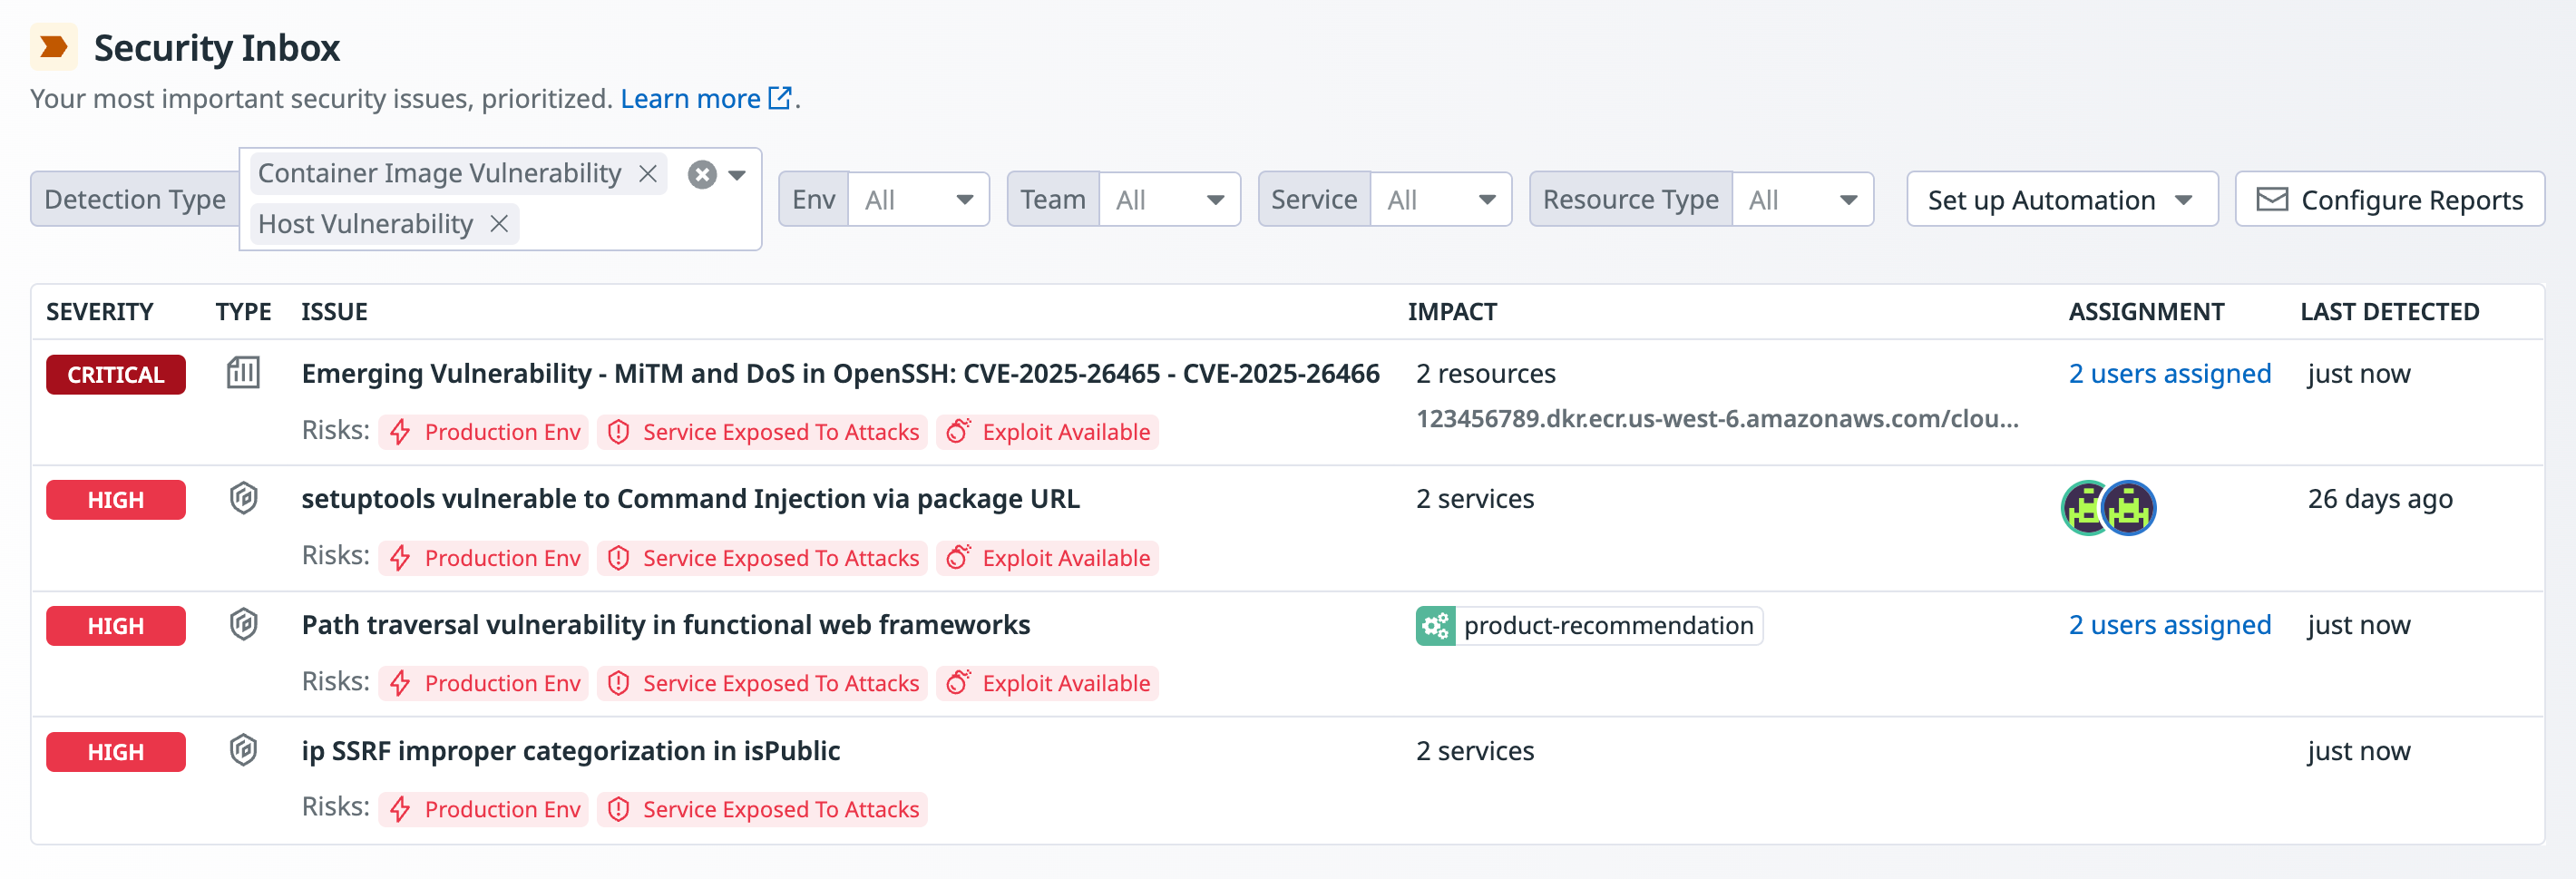 Security Inbox
Your most important security issues, prioritized. Learn more.
Detection Type
Container Image Vulnerability
Host Vulnerability
Env All
Team All
Service All
Resource Type All
Set up Automation
Configure Reports
SEVERITY TYPE ISSUE IMPACT ASSIGNMENT LAST DETECTED
CRITICAL Emerging Vulnerability - MiTM and DoS in OpenSSH: CVE-2025-26465 - CVE-2025-26466 2 resources 2 users assigned just now
123456789.dkr.ecr.us-west-6.amazonaws.com/clou...
Risks: Production Env Service Exposed To Attacks Exploit Available
HIGH setuptools vulnerable to Command Injection via package URL 2 services 26 days ago
Risks: Production Env Service Exposed To Attacks Exploit Available
HIGH Path traversal vulnerability in functional web frameworks product-recommendation 2 users assigned just now
Risks: Production Env Service Exposed To Attacks Exploit Available
HIGH ip SSRF improper categorization in isPublic 2 services just now
Risks: Production Env Service Exposed To Attacks